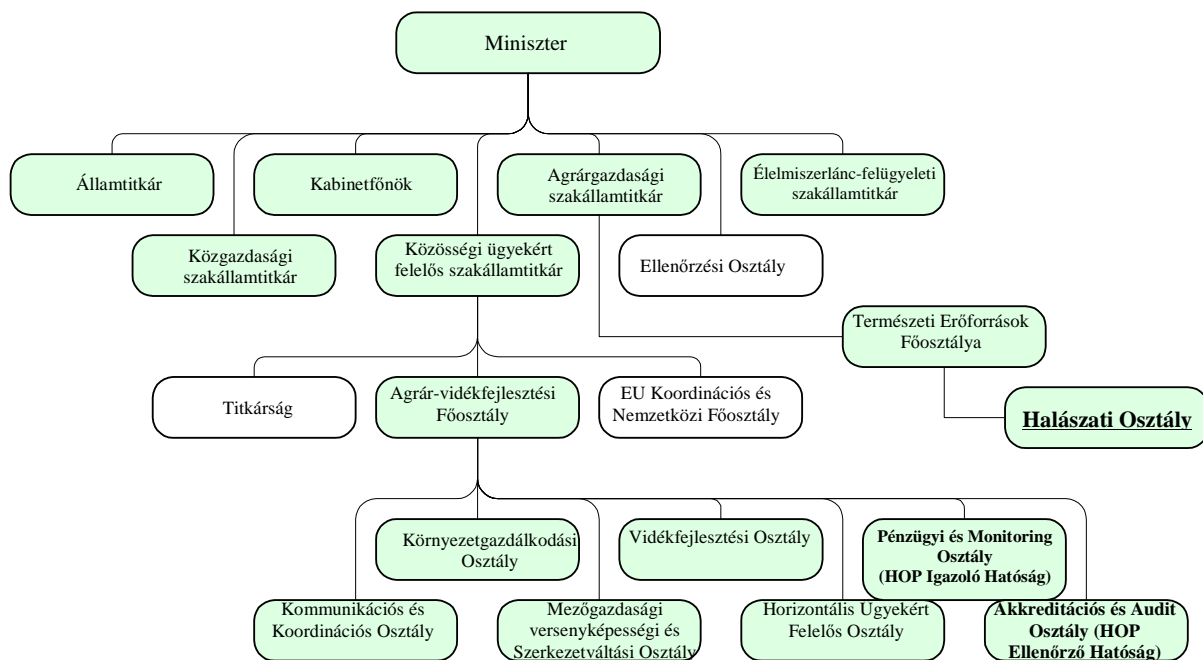 Miniszter
Államtitkár
Kabinetfőnök
Agrárgazdasági
szakállamtitkár
Élelmiszerlánc-felügyeleti
szakállamtitkár
Közgazdasági
szakállamtitkár
Közösségi ügyekért
felelős szakállamtitkár
Ellenőrzési Osztály
Természeti Erőforrások
Főosztálya
Titkárság
Agrár-vidékfejlesztési
Főosztály
EU Koordinációs és
Nemzetközi Főosztály
Halászati Osztály
Környezetgazdálkodási
Osztály
Vidékfejlesztési Osztály
Pénzügyi és Monitoring
Osztály
(HOP Igazoló Hatóság)
Kommunikációs és
Koordinációs Osztály
Mezőgazdasági
versenyképességi és
Szerkezetváltási Osztály
Horizontális Ügyekért
Felelős Osztály
Akkreditációs és Audit
Osztály (HOP
Ellenőrző Hatóság)